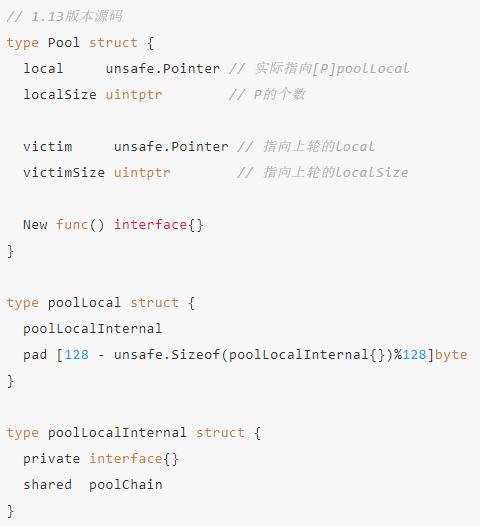 // 1.13版本源码
type Pool struct {
  local     unsafe.Pointer // 实际指向[P]poolLocal
  localSize uintptr        // P的个数

  victim     unsafe.Pointer // 指向上轮的local
  victimSize uintptr        // 指向上轮的localSize

  New func() interface{}
}

type poolLocal struct {
  poolLocalInternal
  pad [128 - unsafe.Sizeof(poolLocalInternal{})%128]byte
}

type poolLocalInternal struct {
  private interface{}
  shared  poolChain
}